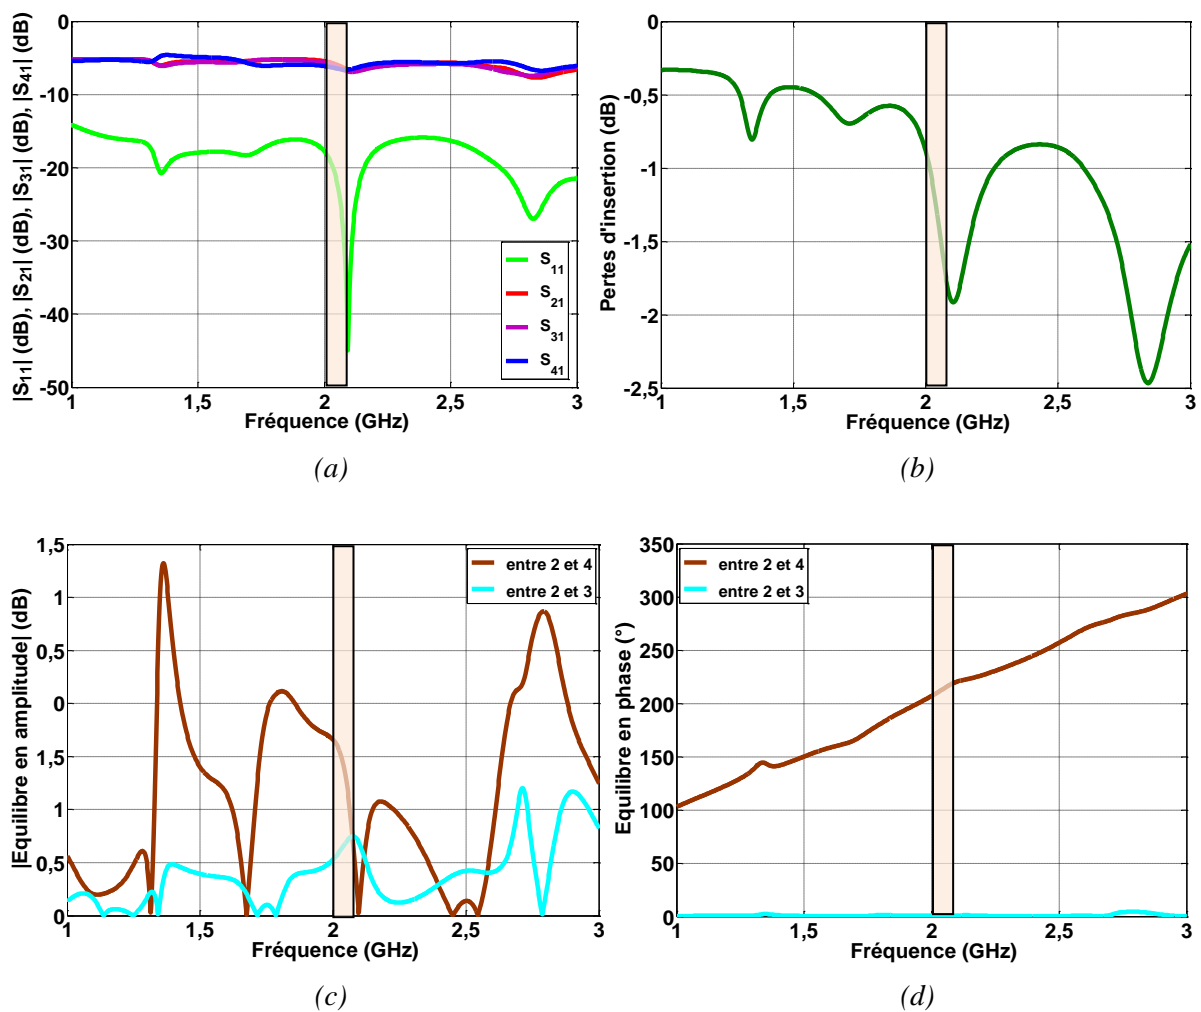 |S11| (dB), |S21| (dB), |S31| (dB), |S41| (dB)
0
-10
-20
-30
-40
-50
1
1,5
2
2,5
3
Fréquence (GHz)
S11
S21
S31
S41
(a)
Pertes d'insertion (dB)
0
-0,5
-1
-1,5
-2
-2,5
1
1,5
2
2,5
3
Fréquence (GHz)
(b)
|Equilibre en amplitude| (dB)
1,5
1
0,5
0
1,5
1
0,5
0
1
1,5
2
2,5
3
Fréquence (GHz)
entre 2 et 4
entre 2 et 3
(c)
Equilibre en phase (°)
350
300
250
200
150
100
50
0
1
1,5
2
2,5
3
Fréquence (GHz)
entre 2 et 4
entre 2 et 3
(d)